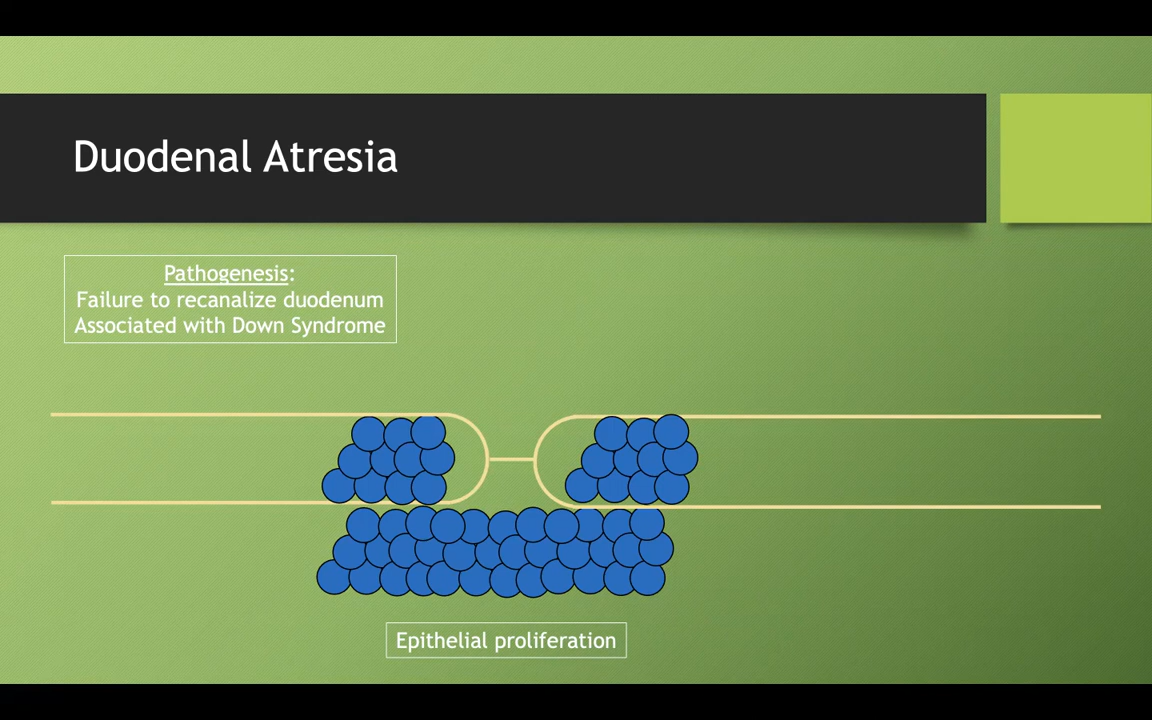 Duodenal Atresia
Pathogenesis:
Failure to recanalize duodenum
Associated with Down Syndrome
Epithelial proliferation